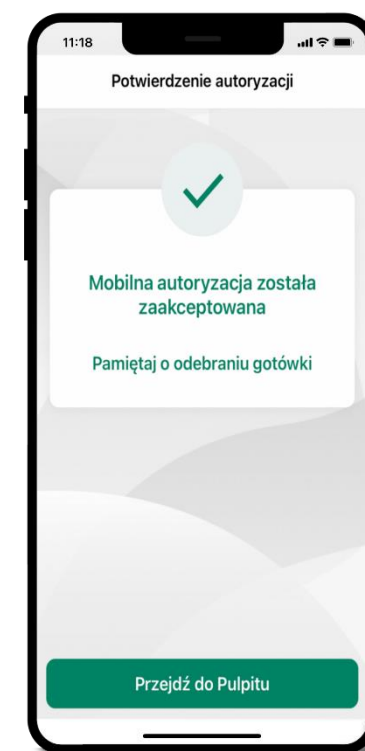 11:18
Potwierdzenie autoryzacji
Mobilna autoryzacja została
zaakceptowana
Pamiętaj o odebraniu gotówki
Przejdź do Pulpitu